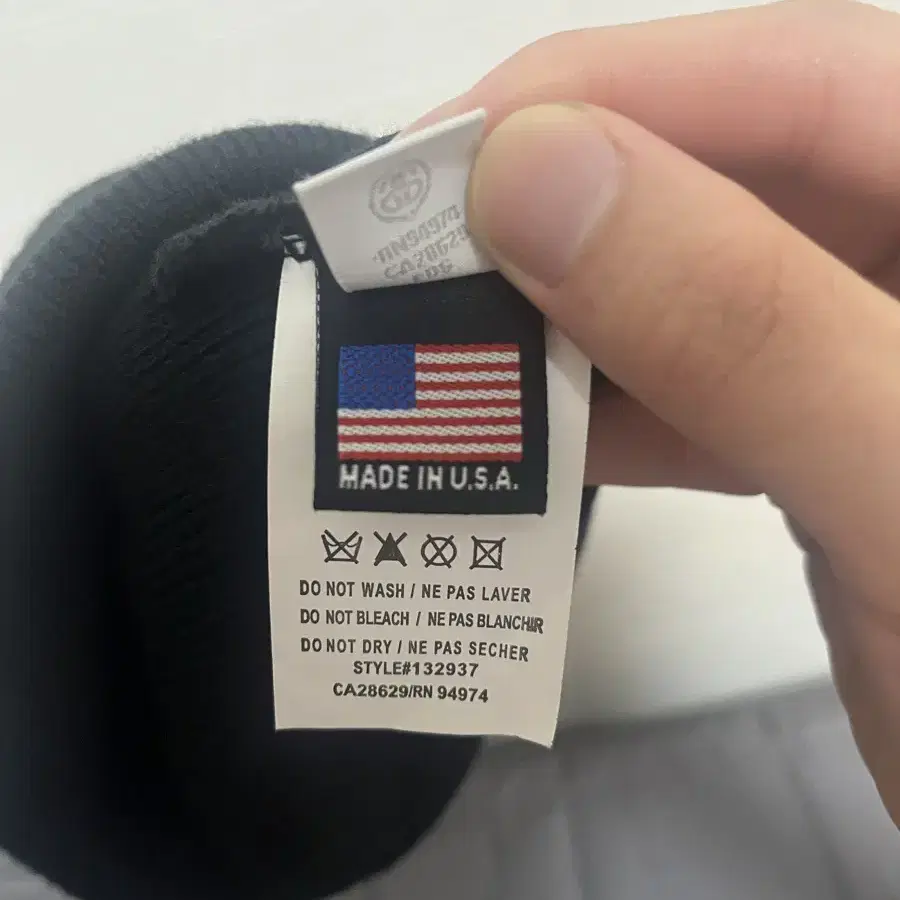 RN94974
CA28629
MADE IN U.S.A.
DO NOT WASH / NE PAS LAVER
DO NOT BLEACH / NE PAS BLANCHIR
DO NOT DRY / NE PAS SECHER
STYLE#132937
CA28629/RN 94974